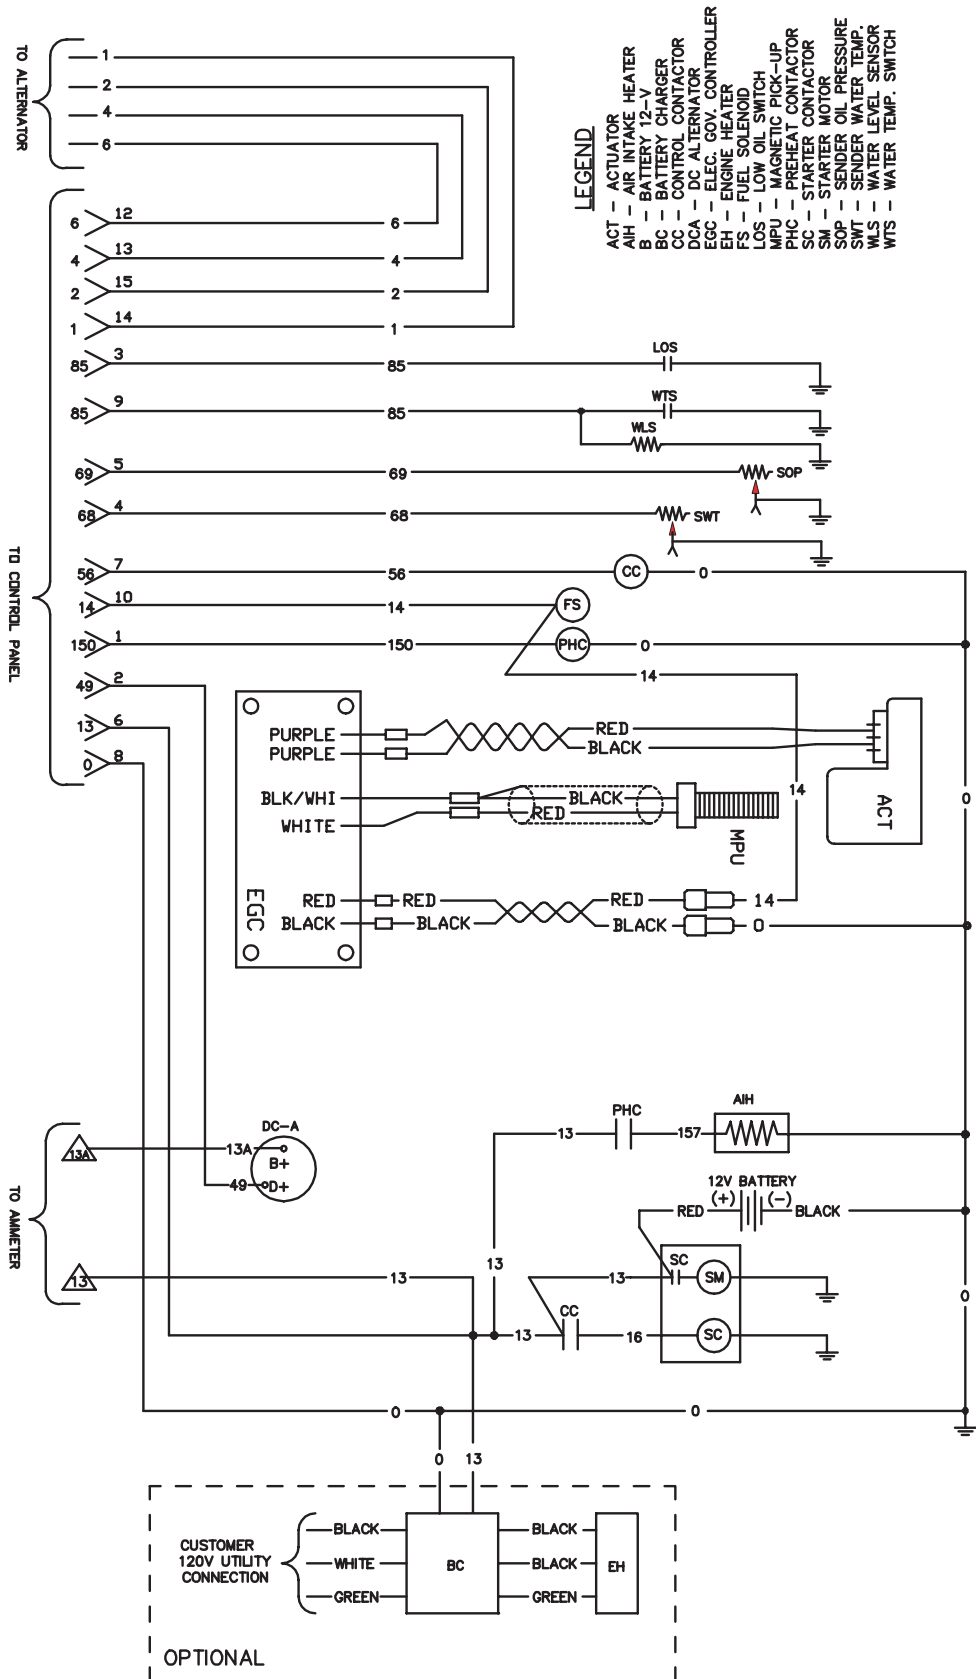 TO ALTERNATOR
1
2
4
6
LEGEND
ACT – ACTUATOR
AIH – AIR INTAKE HEATER
B – BATTERY 12–V
BC – BATTERY CHARGER
CC – CONTROL CONTACTOR
DCA – DC ALTERNATOR
EGC – ELEC. GOV. CONTROLLER
EH – ENGINE HEATER
FS – FUEL SOLENOID
LOS – LOW OIL SWITCH
MPU – MAGNETIC PICK–UP
PHC – PREHEAT CONTACTOR
SC – STARTER CONTACTOR
SM – STARTER MOTOR
SOP – SENDER OIL PRESSURE
SWT – SENDER WATER TEMP.
WLS – WATER LEVEL SENSOR
WTS – WATER TEMP. SWITCH
TO CONTROL PANEL
6 12 6
4 13 4
2 15 2
1 14 1
85 3 85 LOS
85 9 85 WTS
WLS
69 5 69 SOP
68 4 68 SWT
56 7 56 CC 0
14 10 14 FS
150 1 150 PHC 0
49 2 14
13 6
0 8
PURPLE RED
PURPLE BLACK
BLK/WHI BLACK
WHITE RED
MPU
14
ACT
0
EGC
RED RED RED 14
BLACK BLACK BLACK 0
TO AMMETER
13A 13A
DC–A
B+
49 D+
13 PHC 157 AIH
12V BATTERY
RED (+) (–) BLACK
13
13 13 13 SC SM
0
13 CC 16 SC
0 0
0 13
CUSTOMER
120V UTILITY
CONNECTION
BLACK BLACK
WHITE BC BLACK EH
GREEN GREEN
OPTIONAL